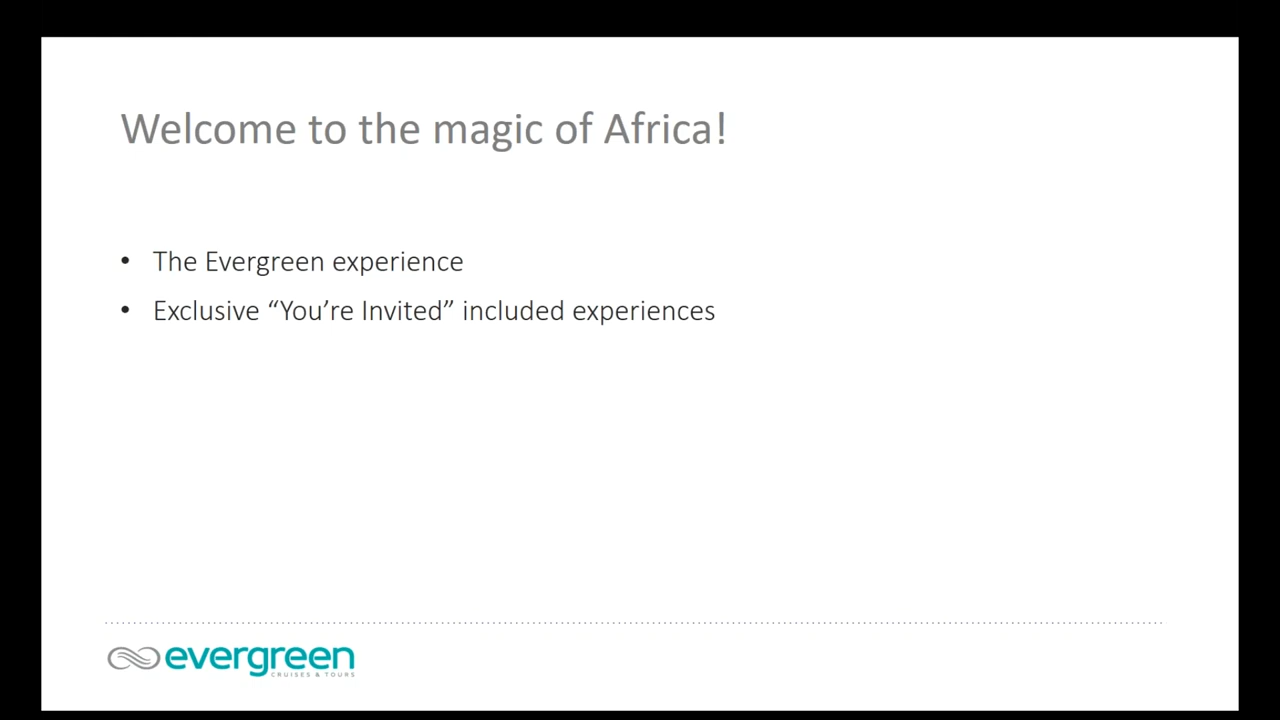 Welcome to the magic of Africa!
• The Evergreen experience
• Exclusive “You’re Invited” included experiences
evergreen
CRUISES & TOURS